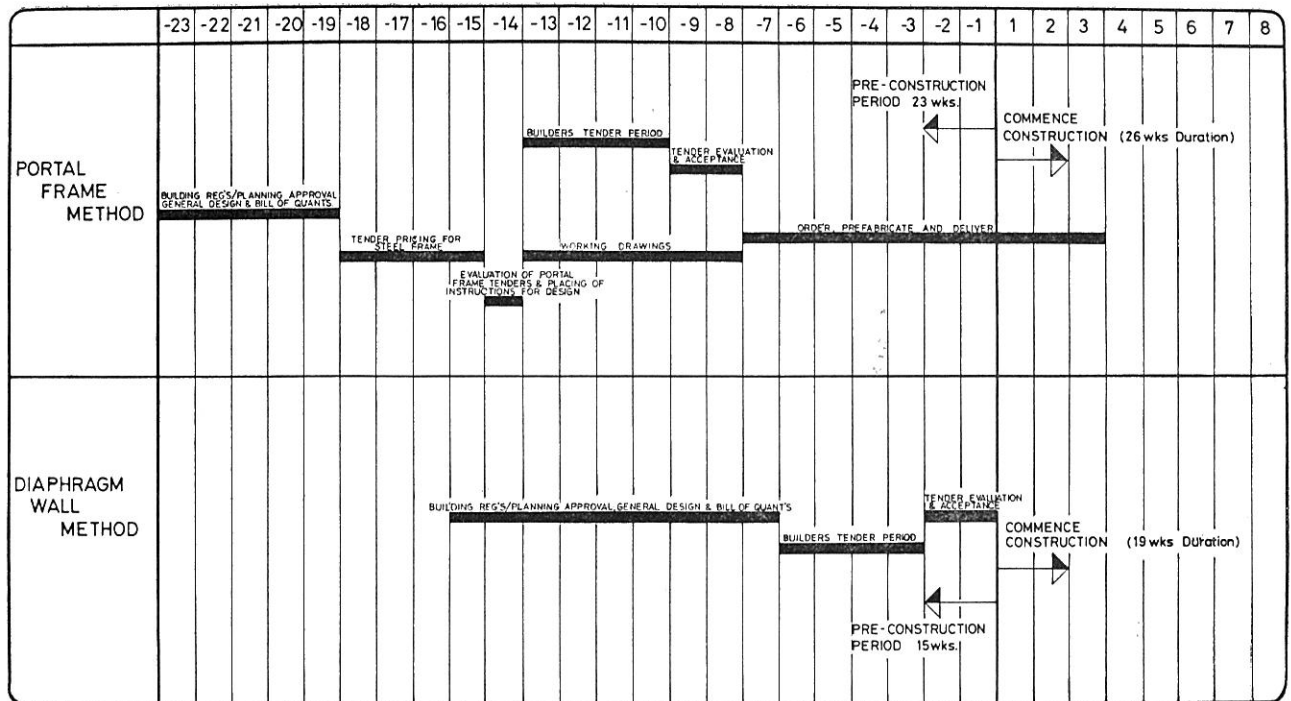 -23 -22 -21 -20 -19 -18 -17 -16 -15 -14 -13 -12 -11 -10 -9 -8 -7 -6 -5 -4 -3 -2 -1 1 2 3 4 5 6 7 8
PORTAL
FRAME
METHOD
BUILDING REG'S/PLANNING APPROVAL
GENERAL DESIGN & BILL OF QUANTS.
TENDER PRICING FOR
STEEL FRAME
EVALUATION OF PORTAL
FRAME TENDERS & PLACING OF
INSTRUCTIONS FOR DESIGN
BUILDERS TENDER PERIOD
TENDER EVALUATION
& ACCEPTANCE
WORKING DRAWINGS
ORDER, PREFABRICATE AND DELIVER
PRE-CONSTRUCTION
PERIOD 23 wks.
COMMENCE
CONSTRUCTION (26 wks Duration)
DIAPHRAGM
WALL
METHOD
BUILDING REG'S/PLANNING APPROVAL, GENERAL DESIGN & BILL OF QUANT'S
BUILDERS TENDER PERIOD
TENDER EVALUATION
& ACCEPTANCE
COMMENCE
CONSTRUCTION (19 wks Duration)
PRE-CONSTRUCTION
PERIOD 15 wks.